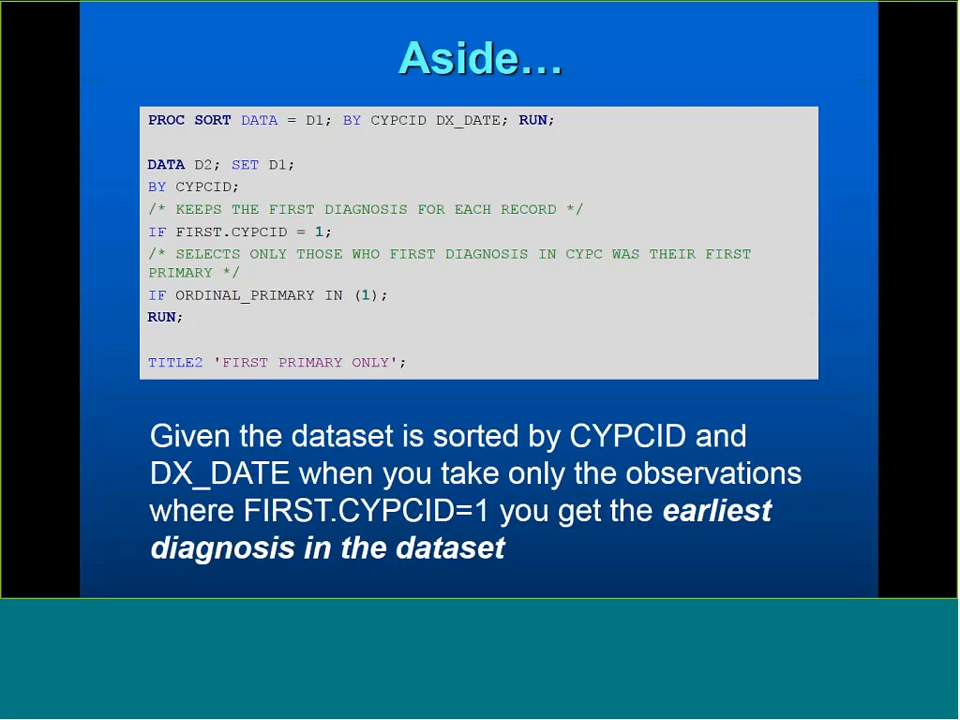 Aside…
PROC SORT DATA = D1; BY CYPCID DX_DATE; RUN;
DATA D2; SET D1;
BY CYPCID;
/* KEEPS THE FIRST DIAGNOSIS FOR EACH RECORD */
IF FIRST.CYPCID = 1;
/* SELECTS ONLY THOSE WHO FIRST DIAGNOSIS IN CYPC WAS THEIR FIRST
PRIMARY */
IF ORDINAL_PRIMARY IN (1);
RUN;
TITLE2 'FIRST PRIMARY ONLY';
Given the dataset is sorted by CYPCID and
DX_DATE when you take only the observations
where FIRST.CYPCID=1 you get the earliest
diagnosis in the dataset